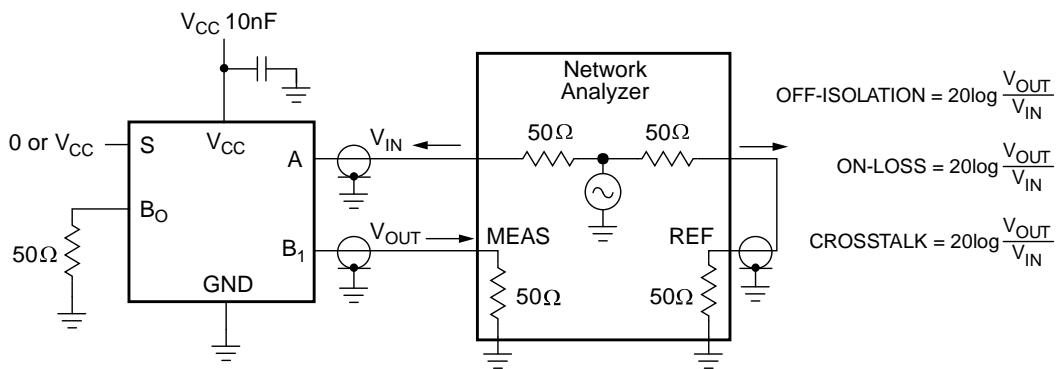 V_CC 10nF
Network
Analyzer
OFF-ISOLATION = 20log V_OUT / V_IN
50Ω 50Ω
0 or V_CC S V_CC A V_IN
ON-LOSS = 20log V_OUT / V_IN
B_O
50Ω
B_1 V_OUT MEAS REF
CROSSTALK = 20log V_OUT / V_IN
GND
50Ω 50Ω